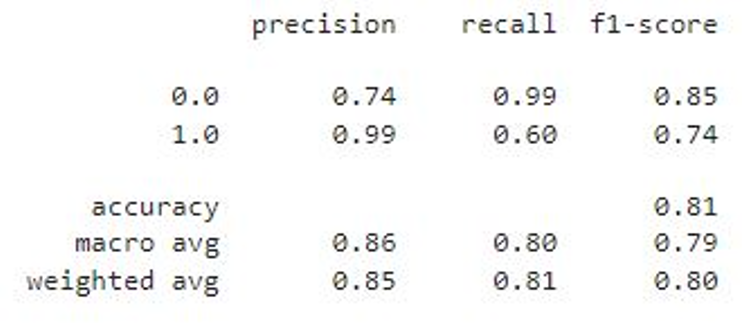 precision recall f1-score
0.0 0.74 0.99 0.85
1.0 0.99 0.60 0.74
accuracy 0.81
macro avg 0.86 0.80 0.79
weighted avg 0.85 0.81 0.80